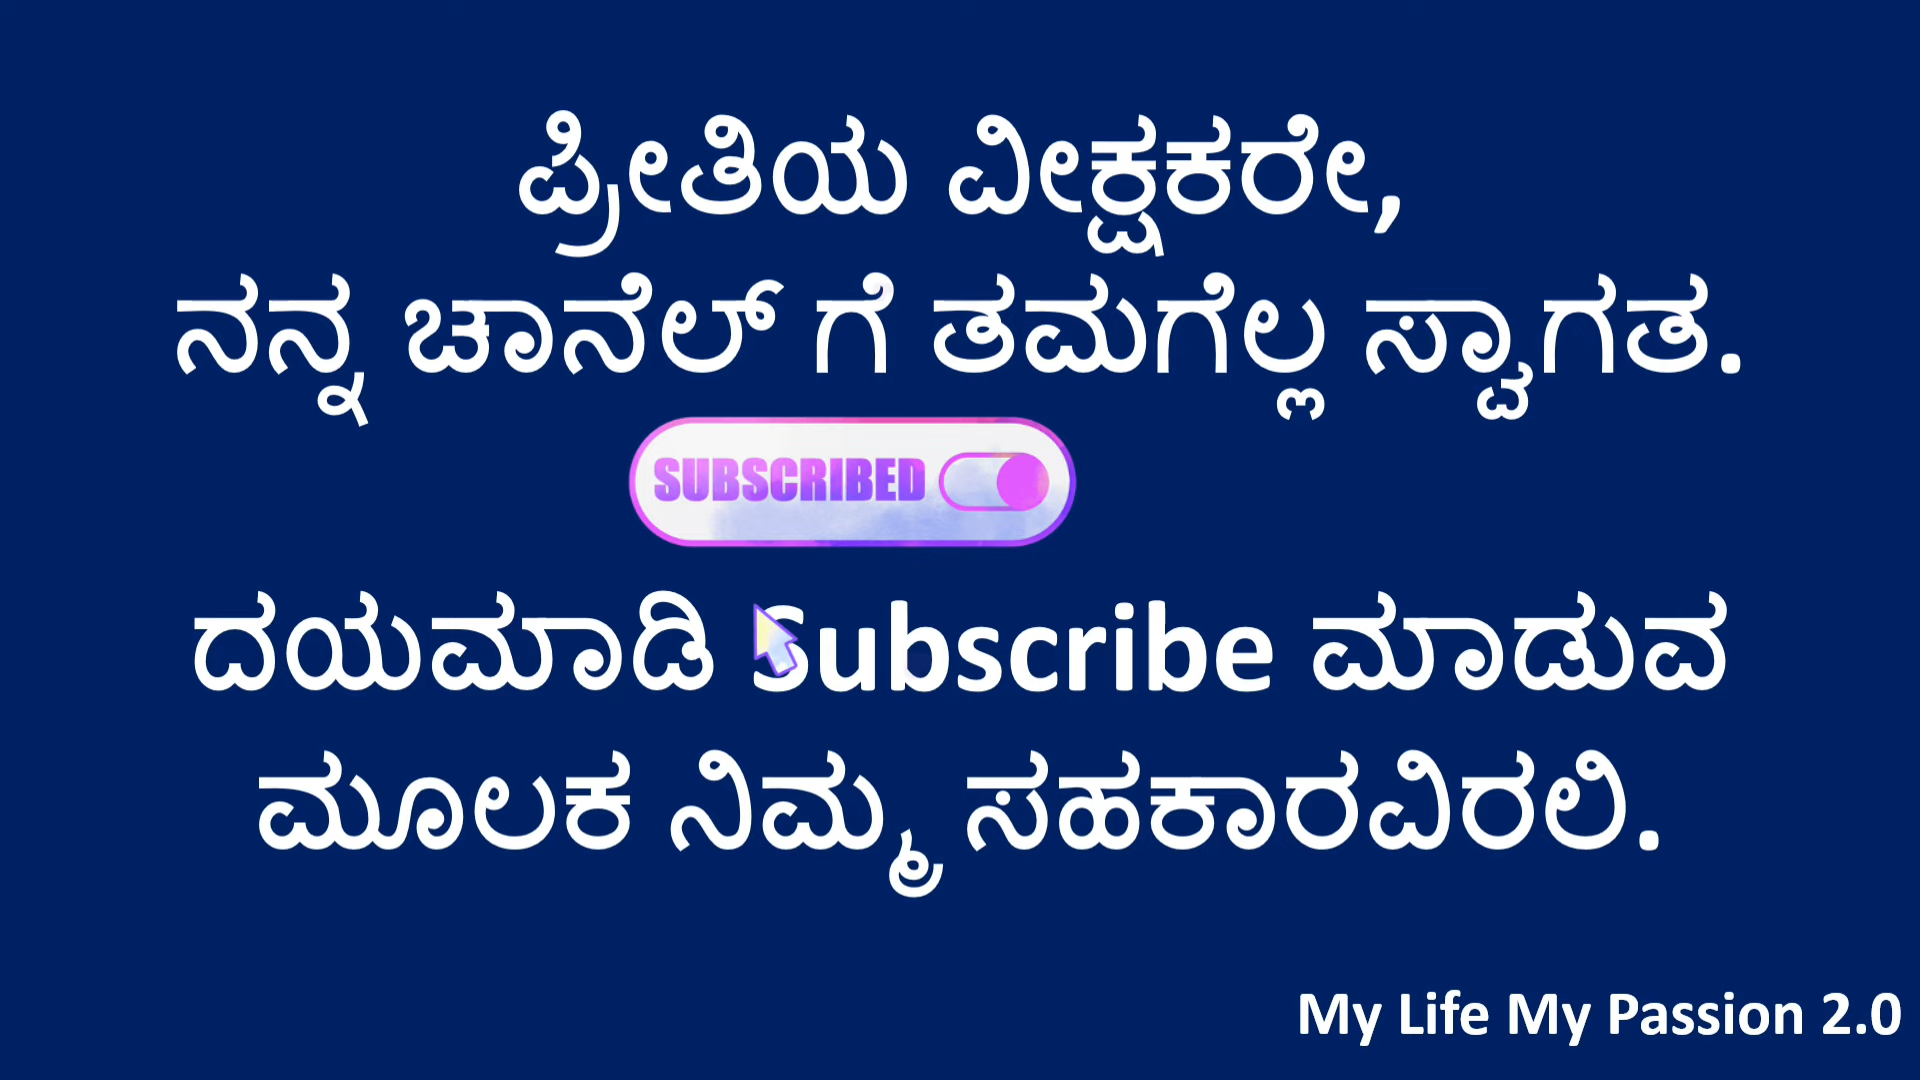 ಪ್ರೀತಿಯ ವೀಕ್ಷಕರೇ,
ನನ್ನ ಚಾನೆಲ್ ಗೆ ತಮಗೆಲ್ಲ ಸ್ವಾಗತ.
SUBSCRIBED
ದಯಮಾಡಿ Subscribe ಮಾಡುವ
ಮೂಲಕ ನಿಮ್ಮ ಸಹಕಾರವಿರಲಿ.
My Life My Passion 2.0